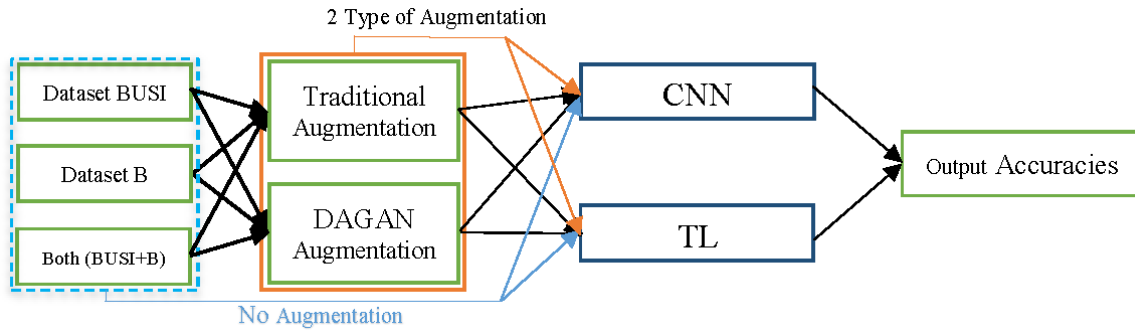 2 Type of Augmentation
Dataset BUSI
Dataset B
Both (BUSI+B)
Traditional
Augmentation
DAGAN
Augmentation
CNN
TL
Output Accuracies
No Augmentation